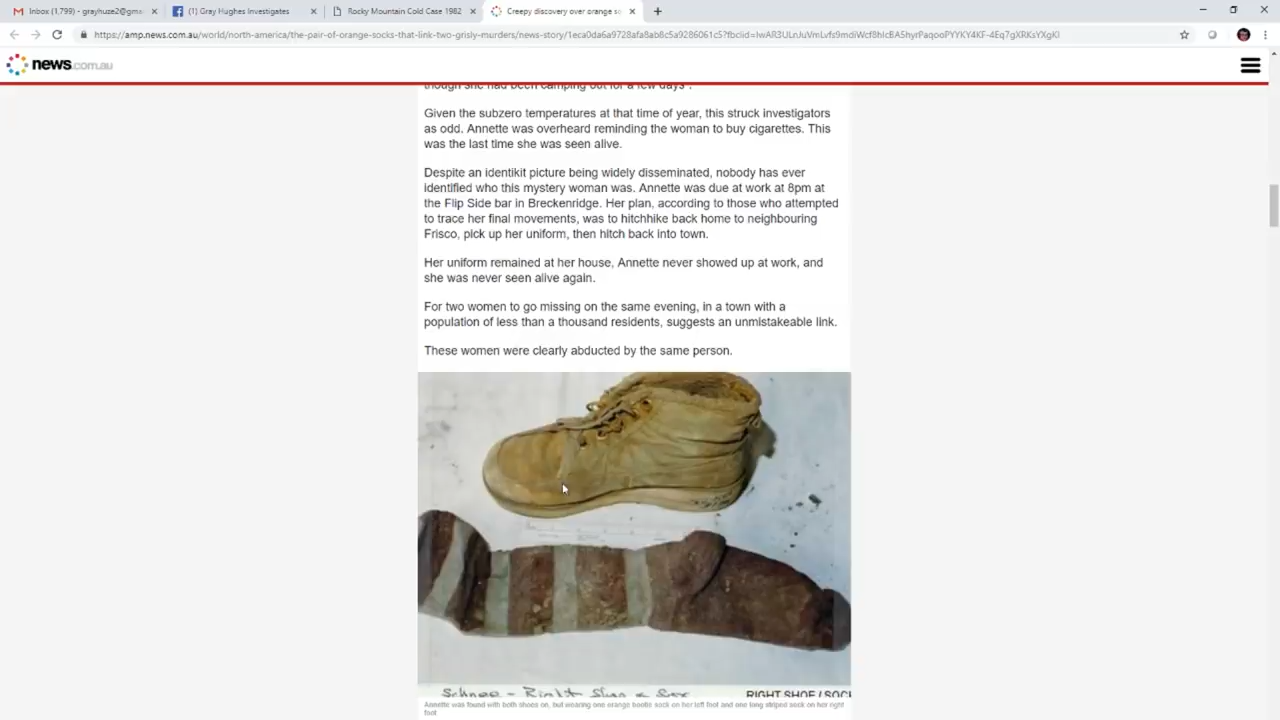 Inbox (1,799) - grayhuze2@gma
(1) Gray Hughes Investigates
Rocky Mountain Cold Case 1982
Creepy discovery over orange so
https://amp.news.com.au/world/north-america/the-pair-of-orange-socks-that-link-two-grisly-murders/news-story/
news.com.au
though she had been camping out for a few days".
Given the subzero temperatures at that time of year, this struck investigators
as odd. Annette was overheard reminding the woman to buy cigarettes. This
was the last time she was seen alive.
Despite an identikit picture being widely disseminated, nobody has ever
identified who this mystery woman was. Annette was due at work at 8pm at
the Flip Side bar in Breckenridge. Her plan, according to those who attempted
to trace her final movements, was to hitchhike back home to neighbouring
Frisco, pick up her uniform, then hitch back into town.
Her uniform remained at her house, Annette never showed up at work, and
she was never seen alive again.
For two women to go missing on the same evening, in a town with a
population of less than a thousand residents, suggests an unmistakeable link.
These women were clearly abducted by the same person.
Schnee - Right Shoe & Sox
RIGHT SHOE / SOCK
Annette was found with both shoes on, but wearing one orange bootie sock on her left foot and one long striped sock on her right
foot